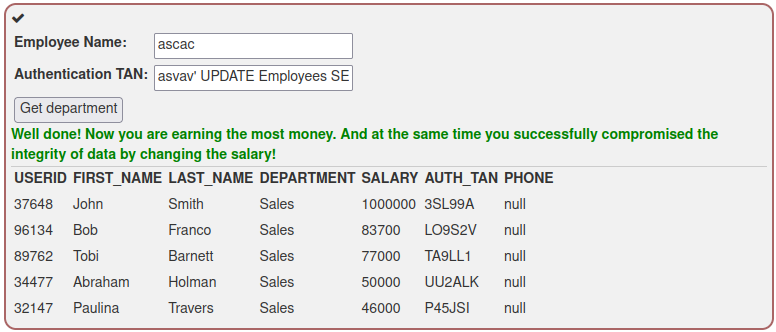 Employee Name: ascac
Authentication TAN: asvav' UPDATE Employees SE
Get department
Well done! Now you are earning the most money. And at the same time you successfully compromised the
integrity of data by changing the salary!
USERID FIRST_NAME LAST_NAME DEPARTMENT SALARY AUTH_TAN PHONE
37648 John Smith Sales 1000000 3SL99A null
96134 Bob Franco Sales 83700 LO9S2V null
89762 Tobi Barnett Sales 77000 TA9LL1 null
34477 Abraham Holman Sales 50000 UU2ALK null
32147 Paulina Travers Sales 46000 P45JSI null